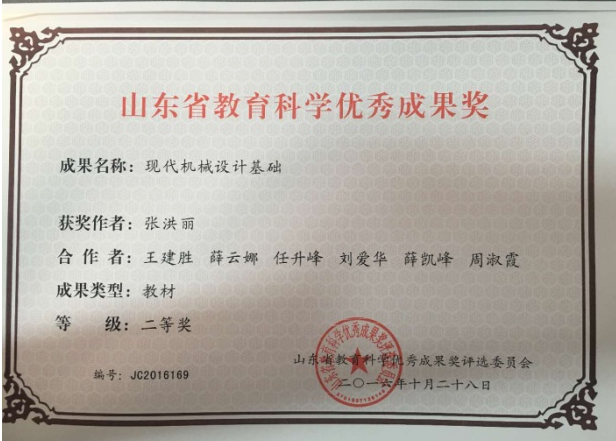 山东省教育科学优秀成果奖
成果名称：现代机械设计基础
获奖作者：张洪丽
合作者：王建胜 薛云娜 任升峰 刘爱华 薛凯峰 周淑霞
成果类型：教材
等 级：二等奖
山东省教育科学优秀成果奖评选委员会
编号：JC2016169
二〇一六年十月二十八日